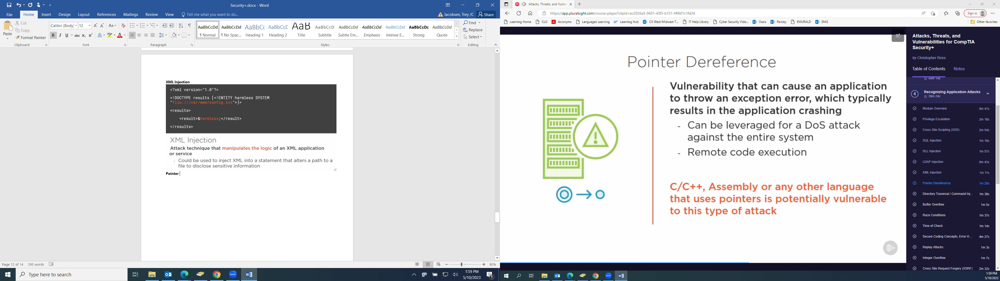 Security+.docx - Word
File
Home
Insert
Design
Layout
References
Mailings
Review
View
Tell me what you want to do...
Jacobsen, Trey /C
Share
Paste
Cut
Copy
Format Painter
Clipboard
Calibri (Body)
12
Font
Paragraph
AaBbCcDd
¶ Normal
AaBbCcDd
¶ No Spac...
AaBbCc
Heading 1
AaBbCcC
Heading 2
AaB
Title
AaBbCcD
Subtitle
AaBbCcDd
Subtle Em...
AaBbCcDd
Emphasis
AaBbCcDd
Intense E...
AaBbCcDc
Strong
AaBbCcDd
Quote
Styles
Find
Replace
Select
Editing
XML Injection
<?xml version="1.0"?>
<!DOCTYPE results [<!ENTITY harmless SYSTEM
"file:///var/www/config.ini">]>
<results>
<result>&harmless;</result>
</results>
XML Injection
Attack technique that manipulates the logic of an XML application
or service
- Could be used to inject XML into a statement that alters a path to a
file to disclose sensitive information
Pointer
Page 12 of 14
295 words
80%
Type here to search
1:59 PM
5/10/2023
Attacks, Threats, and Vulner
https://app.pluralsight.com/course-player?clipId=ec2026a5-9601-43f5-b151-f4f601c1fd24
Sign in
Learning Home
CLO
Acronyms
Languages Learning
Learning Hub
CX West-Midwest T...
IT Help Library
Cyber Security Vide...
Oasis
Parsley
EMURALD
EMG
Other favorites
Pointer Dereference
Vulnerability that can cause an application
to throw an exception error, which typically
results in the application crashing
- Can be leveraged for a DoS attack
against the entire system
- Remote code execution
C/C++, Assembly or any other language
that uses pointers is potentially vulnerable
to this type of attack
Attacks, Threats, and
Vulnerabilities for CompTIA
Security+
by Christopher Rees
Table of Contents
Notes
49m 14s
4
Recognizing Application Attacks
39m 24s
Module Overview 0m 41s
Privilege Escalation 2m 18s
Cross Site Scripting (XSS) 2m 54s
SQL Injection 1m 16s
DLL Injection 1m 57s
LDAP Injection 0m 43s
XML Injection 1m 11s
Pointer Dereference 1m 20s
Directory Traversal / Command Inj... 1m 38s
Buffer Overflow 1m 5s
Race Conditions 1m 37s
Time of Check 1m 14s
Secure Coding Concepts, Error H... 4m 27s
Replay Attacks 1m 3s
Integer Overflow 1m 7s
Cross Site Request Forgery (XSRF) 2m 32s
1:59 PM
5/10/2023